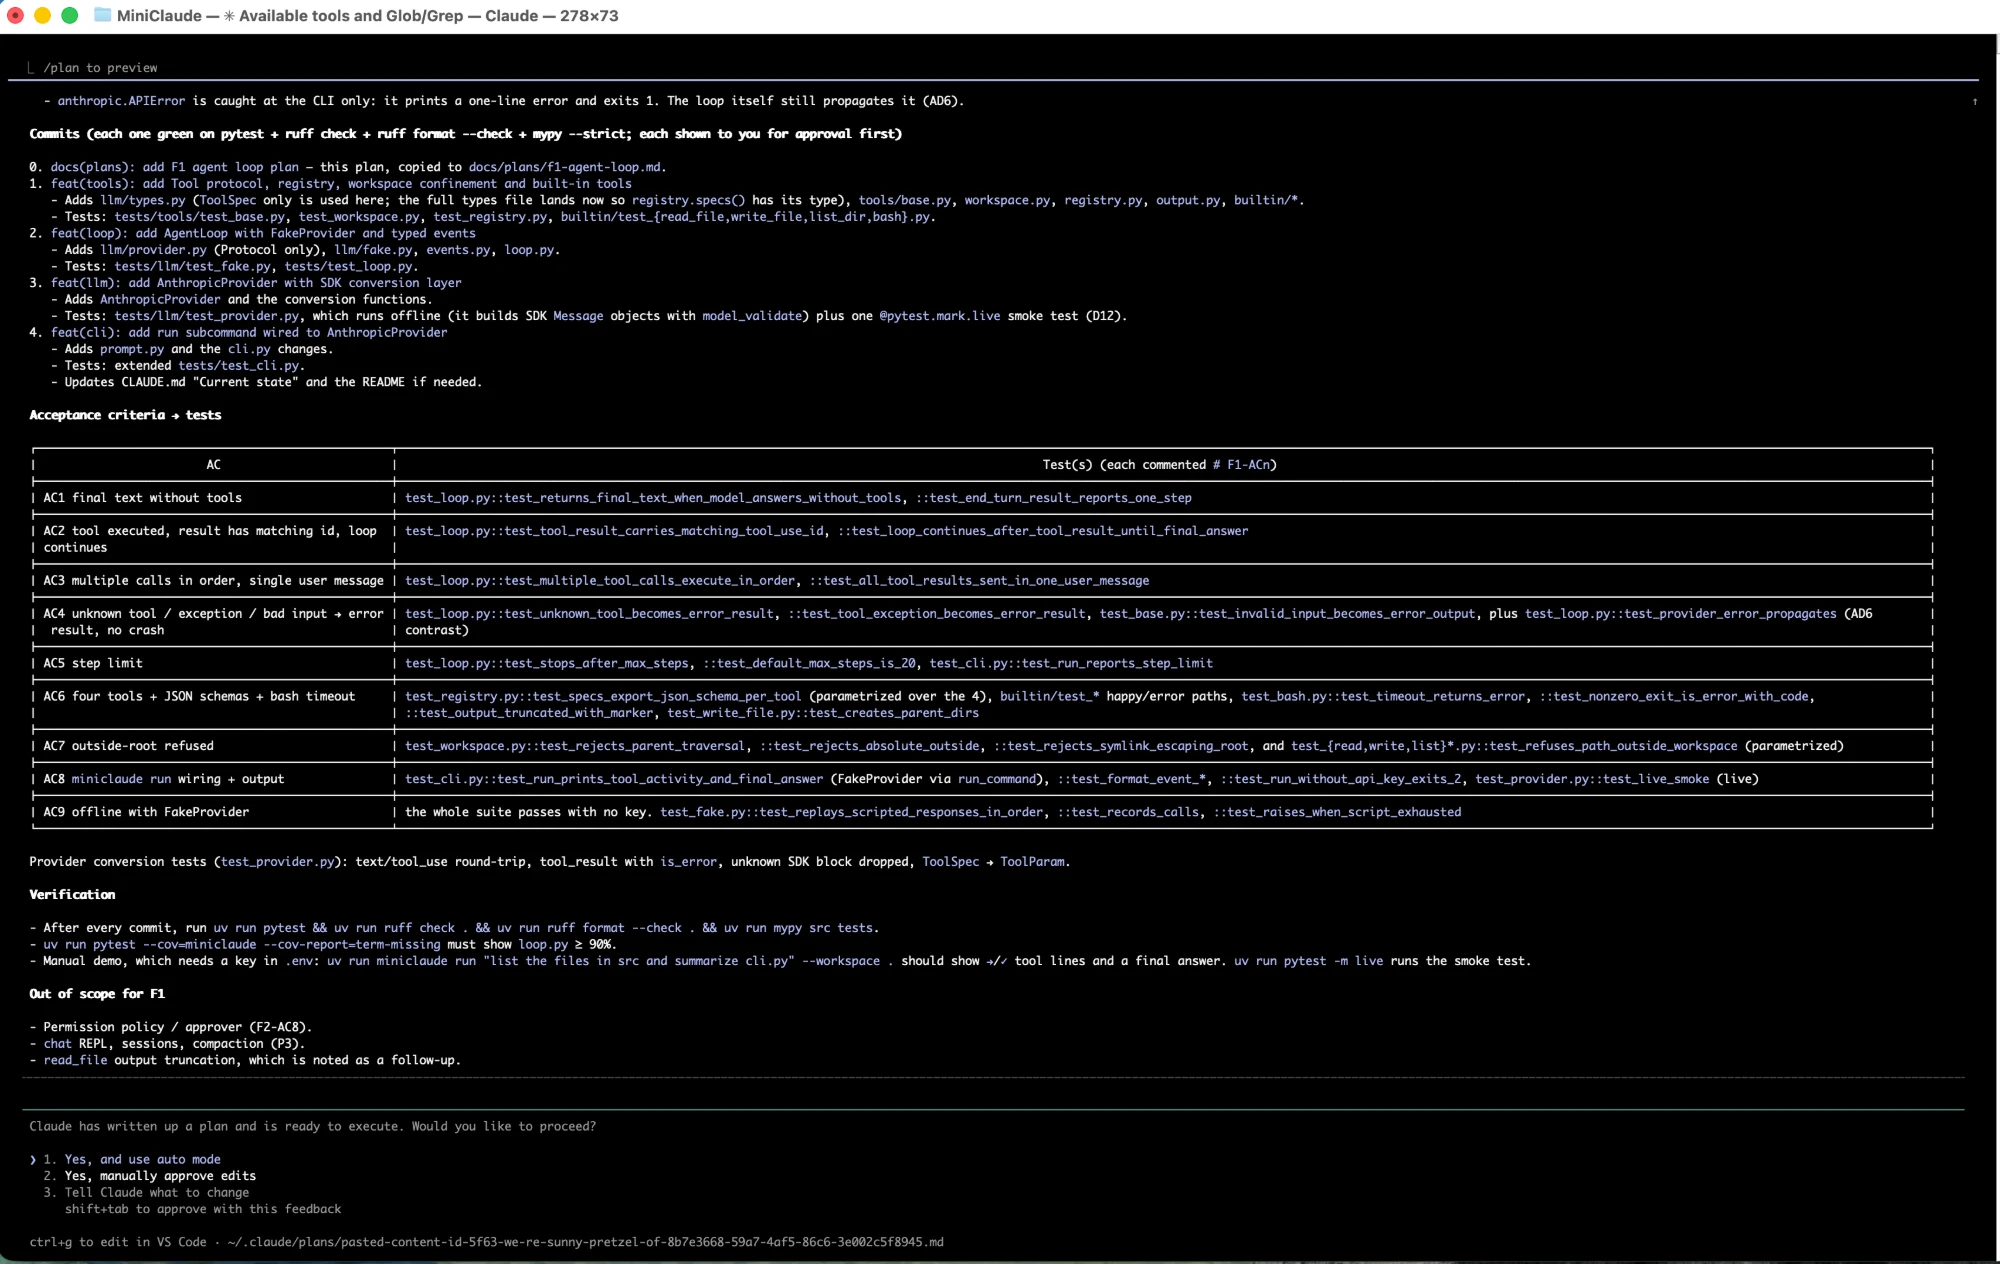 MiniClaude — ✳ Available tools and Glob/Grep — Claude — 278×73
⎣ /plan to preview
- anthropic.APIError is caught at the CLI only: it prints a one-line error and exits 1. The loop itself still propagates it (AD6). ↑
Commits (each one green on pytest + ruff check + ruff format --check + mypy --strict; each shown to you for approval first)
0. docs(plans): add F1 agent loop plan — this plan, copied to docs/plans/f1-agent-loop.md.
1. feat(tools): add Tool protocol, registry, workspace confinement and built-in tools
- Adds llm/types.py (ToolSpec only is used here; the full types file lands now so registry.specs() has its type), tools/base.py, workspace.py, registry.py, output.py, builtin/*.
- Tests: tests/tools/test_base.py, test_workspace.py, test_registry.py, builtin/test_{read_file,write_file,list_dir,bash}.py.
2. feat(loop): add AgentLoop with FakeProvider and typed events
- Adds llm/provider.py (Protocol only), llm/fake.py, events.py, loop.py.
- Tests: tests/llm/test_fake.py, tests/test_loop.py.
3. feat(llm): add AnthropicProvider with SDK conversion layer
- Adds AnthropicProvider and the conversion functions.
- Tests: tests/llm/test_provider.py, which runs offline (it builds SDK Message objects with model_validate) plus one @pytest.mark.live smoke test (D12).
4. feat(cli): add run subcommand wired to AnthropicProvider
- Adds prompt.py and the cli.py changes.
- Tests: extended tests/test_cli.py.
- Updates CLAUDE.md "Current state" and the README if needed.
Acceptance criteria → tests
AC | Test(s) (each commented # F1-ACn)
AC1 final text without tools | test_loop.py::test_returns_final_text_when_model_answers_without_tools, ::test_end_turn_result_reports_one_step
AC2 tool executed, result has matching id, loop | test_loop.py::test_tool_result_carries_matching_tool_use_id, ::test_loop_continues_after_tool_result_until_final_answer
continues
AC3 multiple calls in order, single user message | test_loop.py::test_multiple_tool_calls_execute_in_order, ::test_all_tool_results_sent_in_one_user_message
AC4 unknown tool / exception / bad input → error | test_loop.py::test_unknown_tool_becomes_error_result, ::test_tool_exception_becomes_error_result, test_base.py::test_invalid_input_becomes_error_output, plus test_loop.py::test_provider_error_propagates (AD6
result, no crash | contrast)
AC5 step limit | test_loop.py::test_stops_after_max_steps, ::test_default_max_steps_is_20, test_cli.py::test_run_reports_step_limit
AC6 four tools + JSON schemas + bash timeout | test_registry.py::test_specs_export_json_schema_per_tool (parametrized over the 4), builtin/test_* happy/error paths, test_bash.py::test_timeout_returns_error, ::test_nonzero_exit_is_error_with_code,
::test_output_truncated_with_marker, test_write_file.py::test_creates_parent_dirs
AC7 outside-root refused | test_workspace.py::test_rejects_parent_traversal, ::test_rejects_absolute_outside, ::test_rejects_symlink_escaping_root, and test_{read,write,list}*.py::test_refuses_path_outside_workspace (parametrized)
AC8 miniclaude run wiring + output | test_cli.py::test_run_prints_tool_activity_and_final_answer (FakeProvider via run_command), ::test_format_event_*, ::test_run_without_api_key_exits_2, test_provider.py::test_live_smoke (live)
AC9 offline with FakeProvider | the whole suite passes with no key. test_fake.py::test_replays_scripted_responses_in_order, ::test_records_calls, ::test_raises_when_script_exhausted
Provider conversion tests (test_provider.py): text/tool_use round-trip, tool_result with is_error, unknown SDK block dropped, ToolSpec → ToolParam.
Verification
- After every commit, run uv run pytest && uv run ruff check . && uv run ruff format --check . && uv run mypy src tests.
- uv run pytest --cov=miniclaude --cov-report=term-missing must show loop.py ≥ 90%.
- Manual demo, which needs a key in .env: uv run miniclaude run "list the files in src and summarize cli.py" --workspace . should show →/✓ tool lines and a final answer. uv run pytest -m live runs the smoke test.
Out of scope for F1
- Permission policy / approver (F2-AC8).
- chat REPL, sessions, compaction (P3).
- read_file output truncation, which is noted as a follow-up.
Claude has written up a plan and is ready to execute. Would you like to proceed?
❯ 1. Yes, and use auto mode
2. Yes, manually approve edits
3. Tell Claude what to change
shift+tab to approve with this feedback
ctrl+g to edit in VS Code · ~/.claude/plans/pasted-content-id-5f63-we-re-sunny-pretzel-of-8b7e3668-59a7-4af5-86c6-3e002c5f8945.md